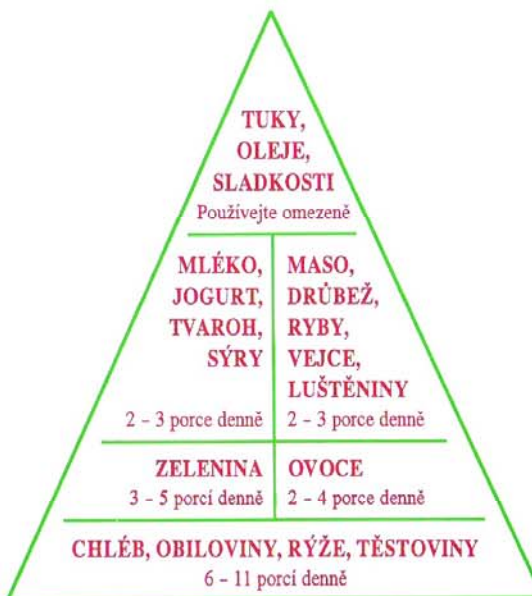 TUKY,
OLEJE,
SLADKOSTI
Používejte omezeně
MLÉKO,
JOGURT,
TVAROH,
SÝRY
2 – 3 porce denně
MASO,
DRŮBEŽ,
RYBY,
VEJCE,
LUŠTĚNINY
2 – 3 porce denně
ZELENINA
3 – 5 porcí denně
OVOCE
2 – 4 porce denně
CHLÉB, OBILOVINY, RÝŽE, TĚSTOVINY
6 – 11 porcí denně